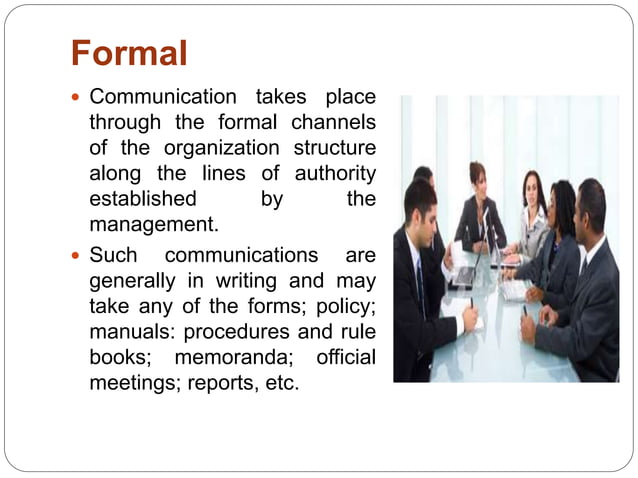 Formal
• Communication takes place
through the formal channels
of the organization structure
along the lines of authority
established by the
management.
• Such communications are
generally in writing and may
take any of the forms; policy;
manuals: procedures and rule
books; memoranda; official
meetings; reports, etc.